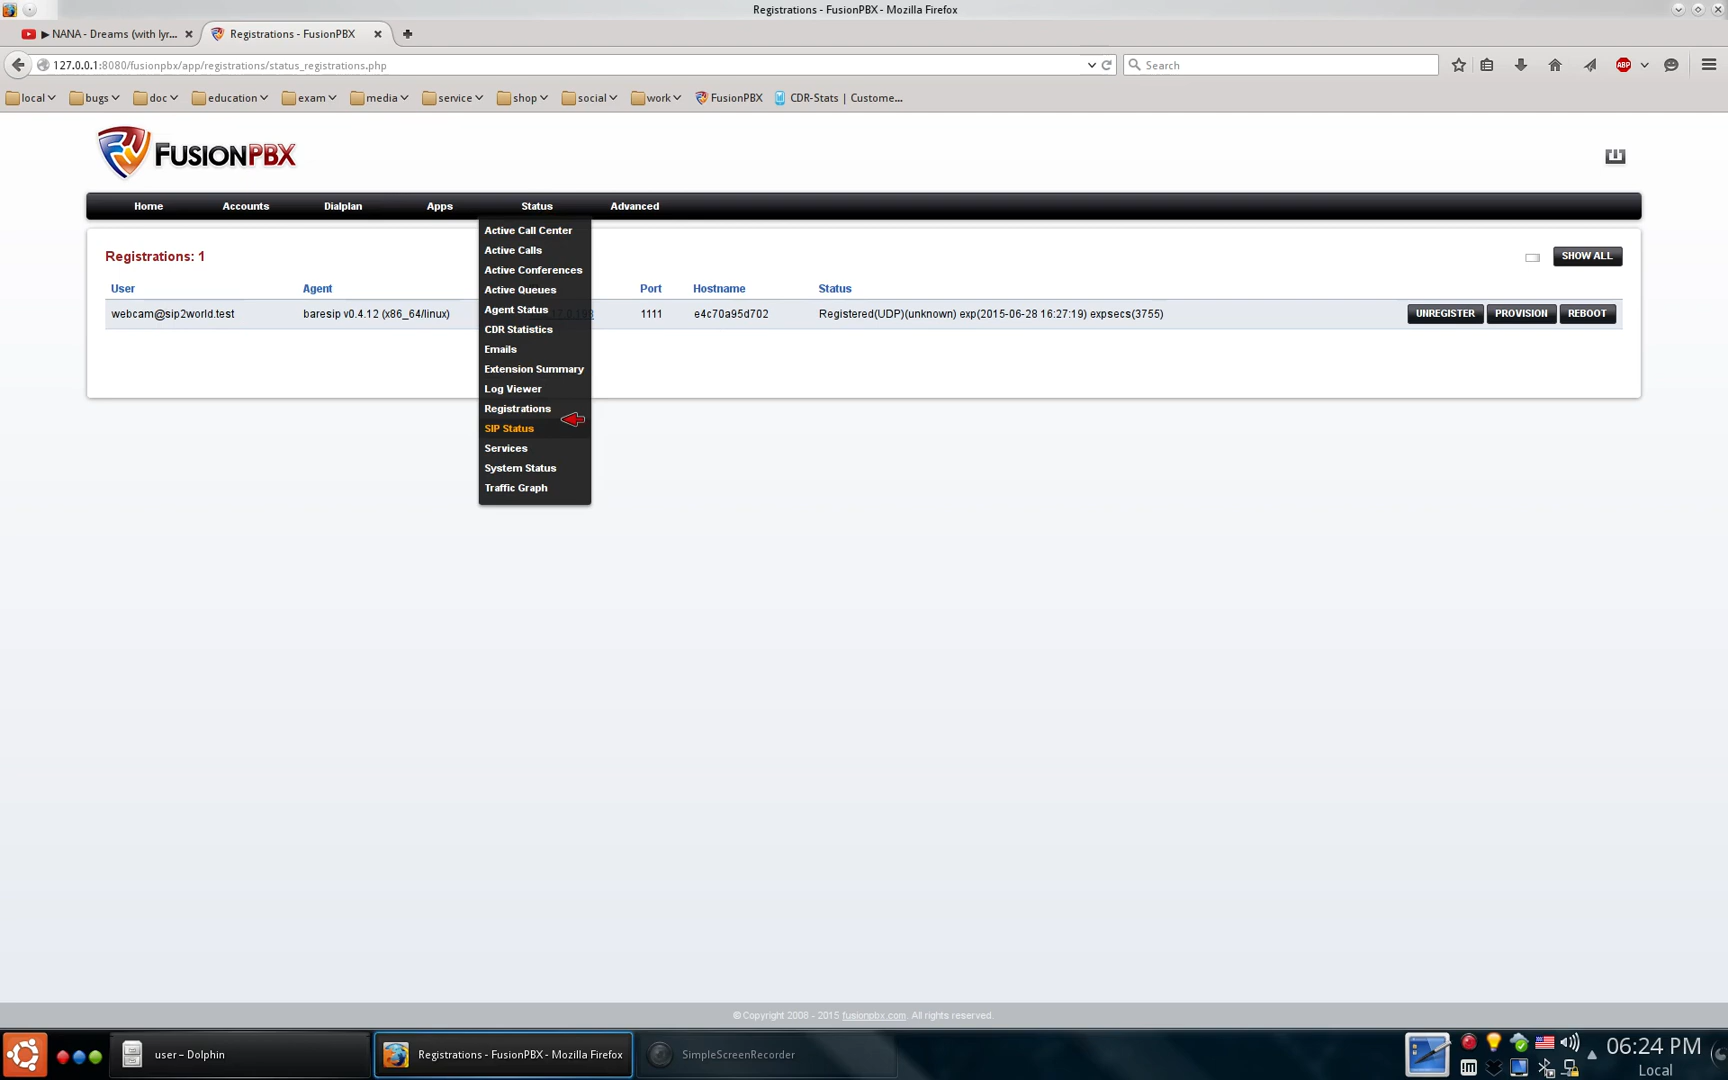 Registrations - FusionPBX - Mozilla Firefox
▶ NANA - Dreams (with lyr... Registrations - FusionPBX
127.0.0.1:8080/fusionpbx/app/registrations/status_registrations.php Search ABP
local bugs doc education exam media service shop social work FusionPBX CDR-Stats | Custome...
FUSIONPBX
Home Accounts Dialplan Apps Status Advanced
Active Call Center
Active Calls
Active Conferences
Active Queues
Agent Status
CDR Statistics
Emails
Extension Summary
Log Viewer
Registrations
SIP Status
Services
System Status
Traffic Graph
Registrations: 1 SHOW ALL
User Agent Port Hostname Status
webcam@sip2world.test baresip v0.4.12 (x86_64/linux) 1111 e4c70a95d702 Registered(UDP)(unknown) exp(2015-06-28 16:27:19) expsecs(3755) UNREGISTER PROVISION REBOOT
© Copyright 2008 - 2015 fusionpbx.com. All rights reserved.
user – Dolphin Registrations - FusionPBX - Mozilla Firefox SimpleScreenRecorder 06:24 PM
Local